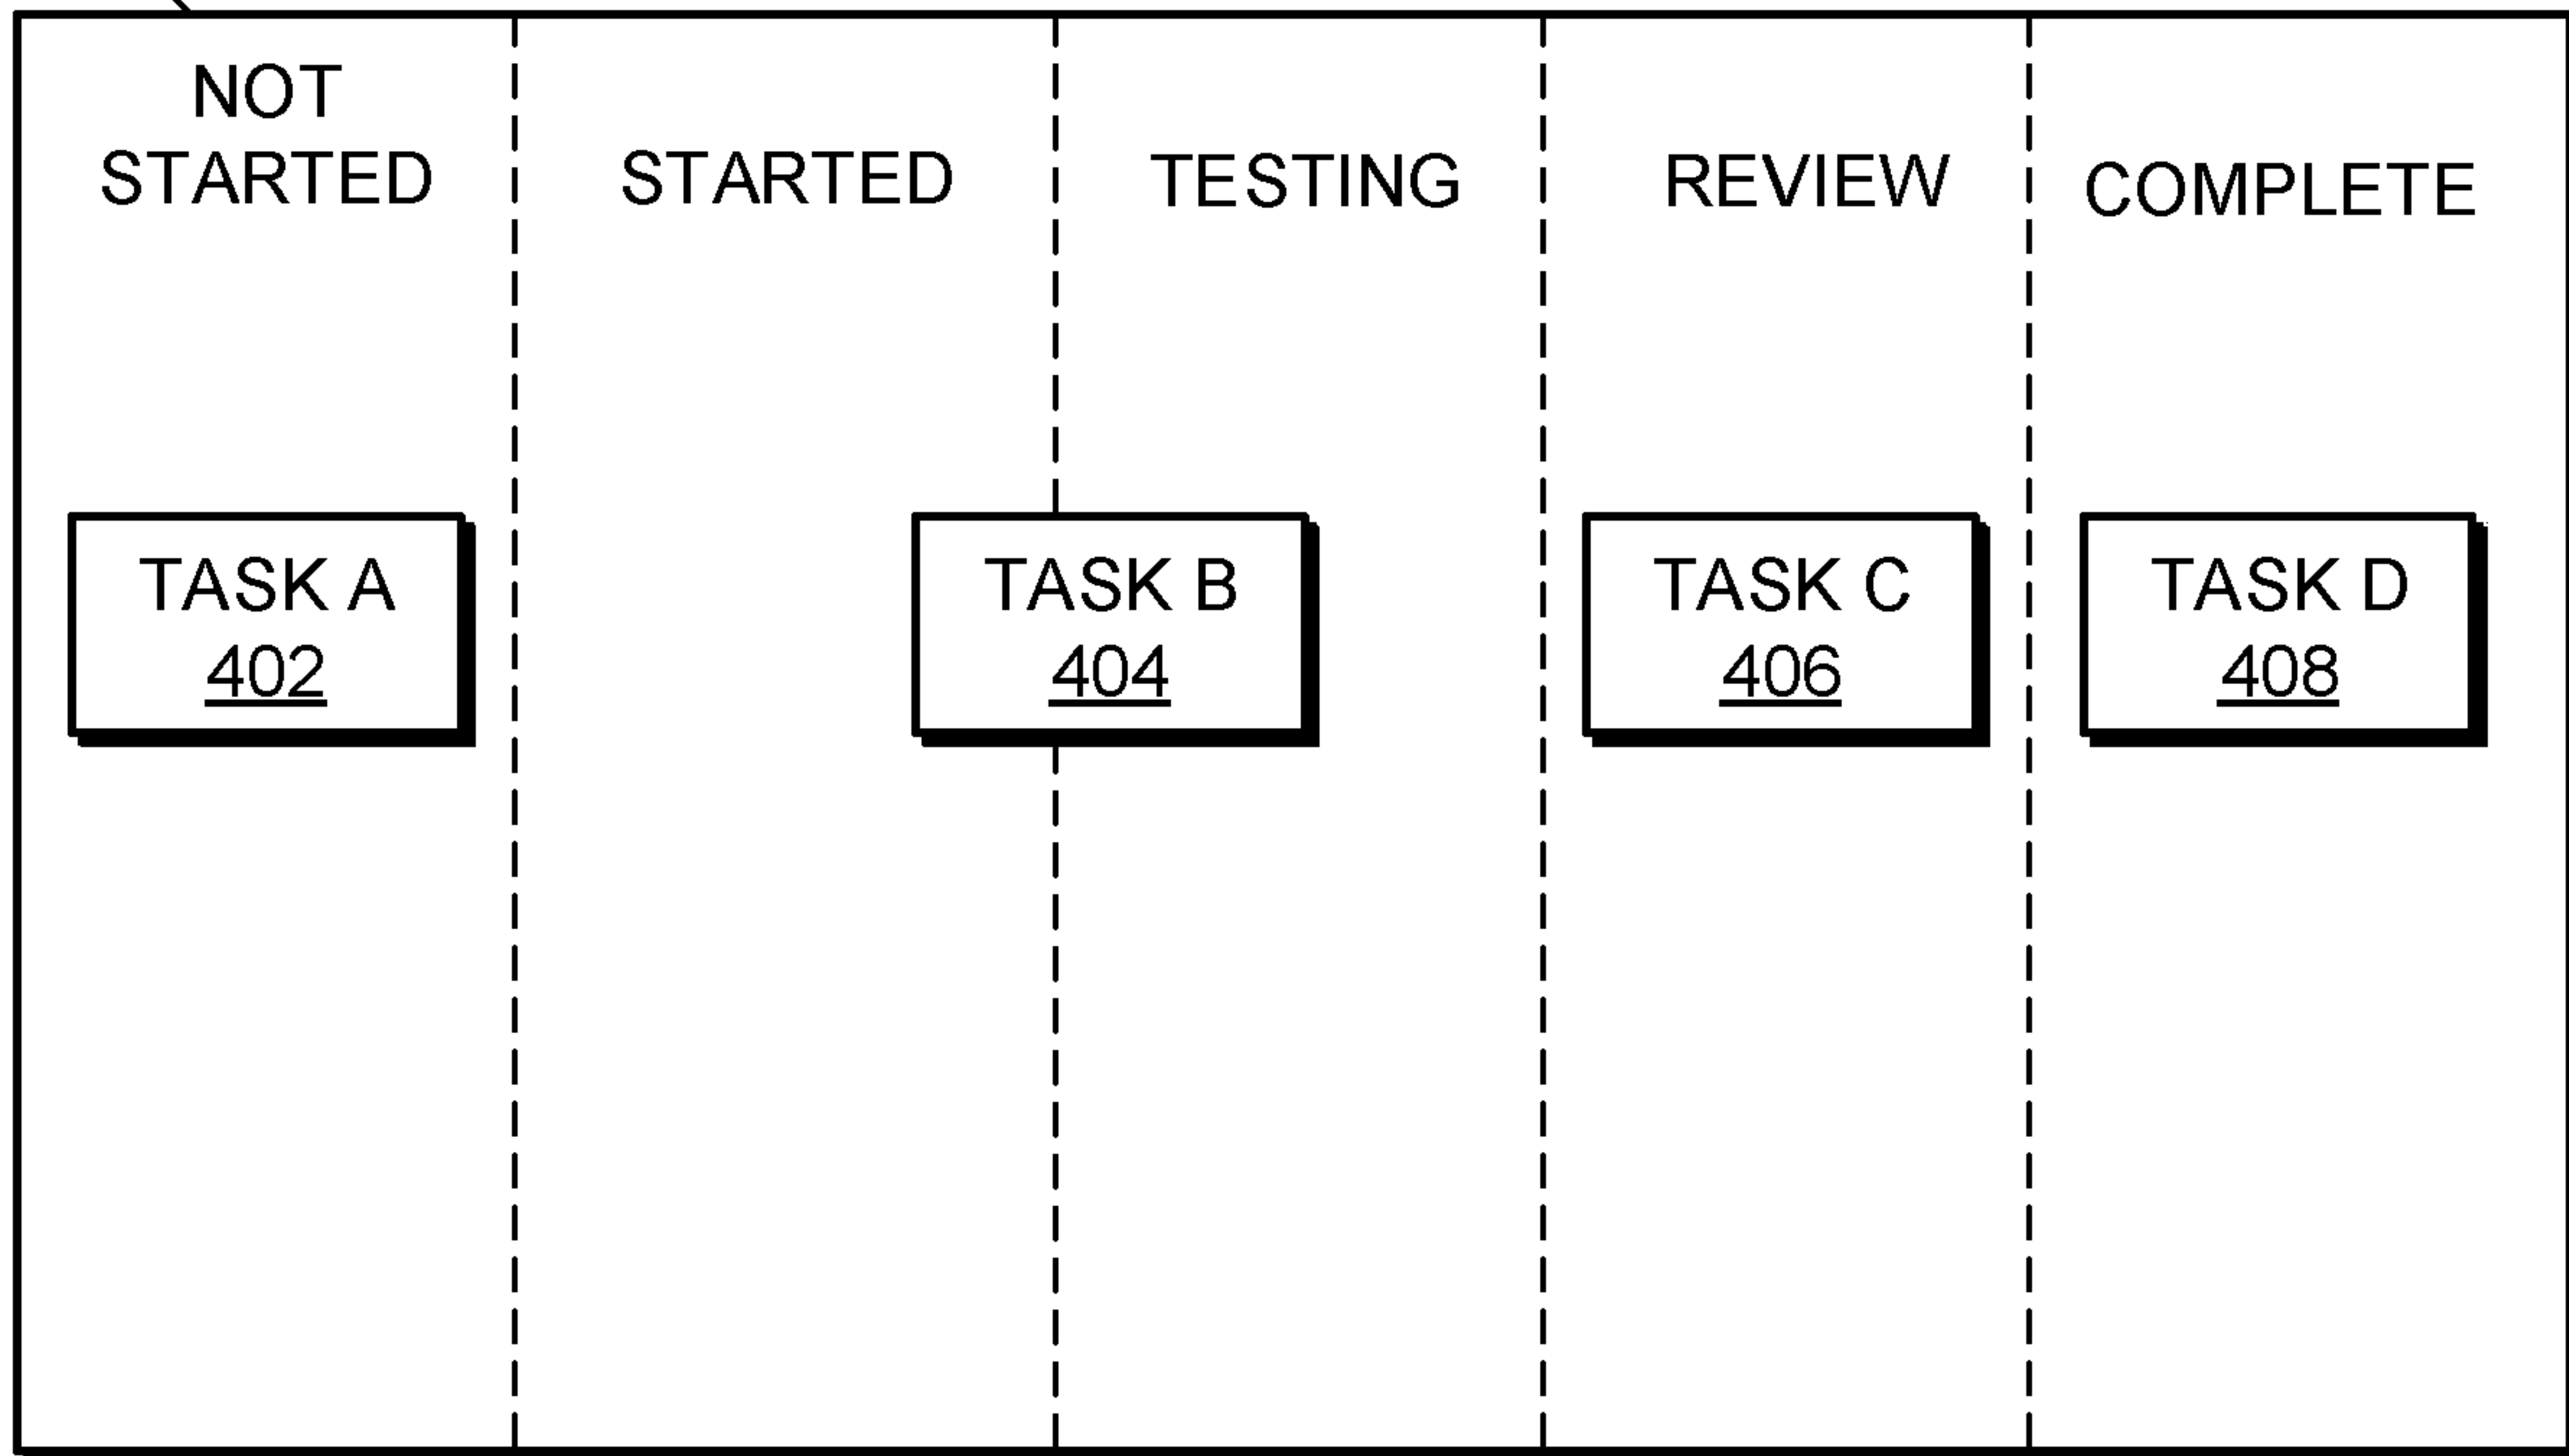 NOT
STARTED
STARTED
TESTING
REVIEW
COMPLETE
TASK A
402
TASK B
404
TASK C
406
TASK D
408